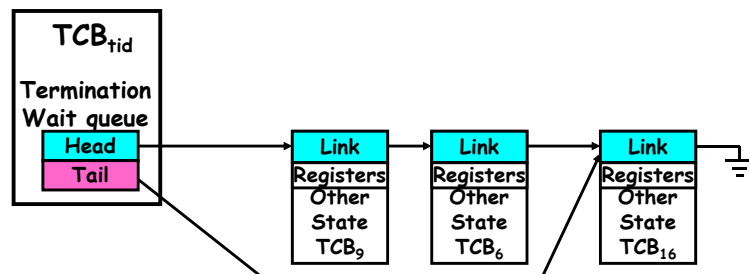 TCBtid
Termination
Wait queue
Head
Tail
Link
Registers
Other
State
TCB9
Link
Registers
Other
State
TCB6
Link
Registers
Other
State
TCB16